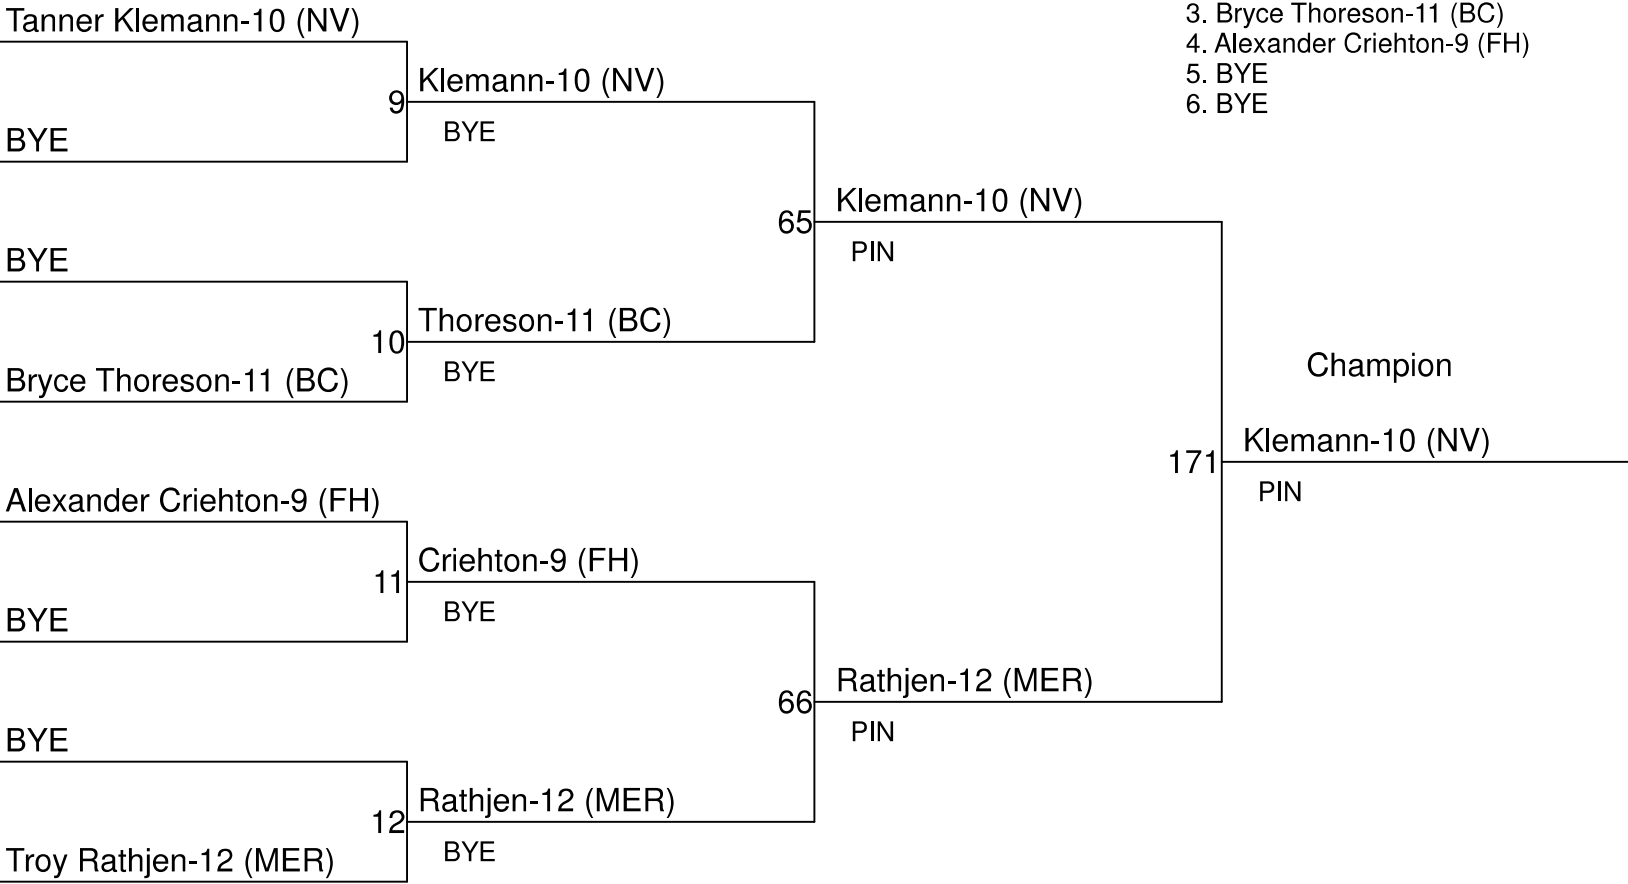 Tanner Klemann-10 (NV)
3. Bryce Thoreson-11 (BC)
4. Alexander Criehton-9 (FH)
5. BYE
6. BYE
Klemann-10 (NV)
9
BYE
BYE
Klemann-10 (NV)
65
PIN
BYE
Thoreson-11 (BC)
10
BYE
Bryce Thoreson-11 (BC)
Champion
Klemann-10 (NV)
171
PIN
Alexander Criehton-9 (FH)
Criehton-9 (FH)
11
BYE
BYE
Rathjen-12 (MER)
66
PIN
BYE
Rathjen-12 (MER)
12
BYE
Troy Rathjen-12 (MER)